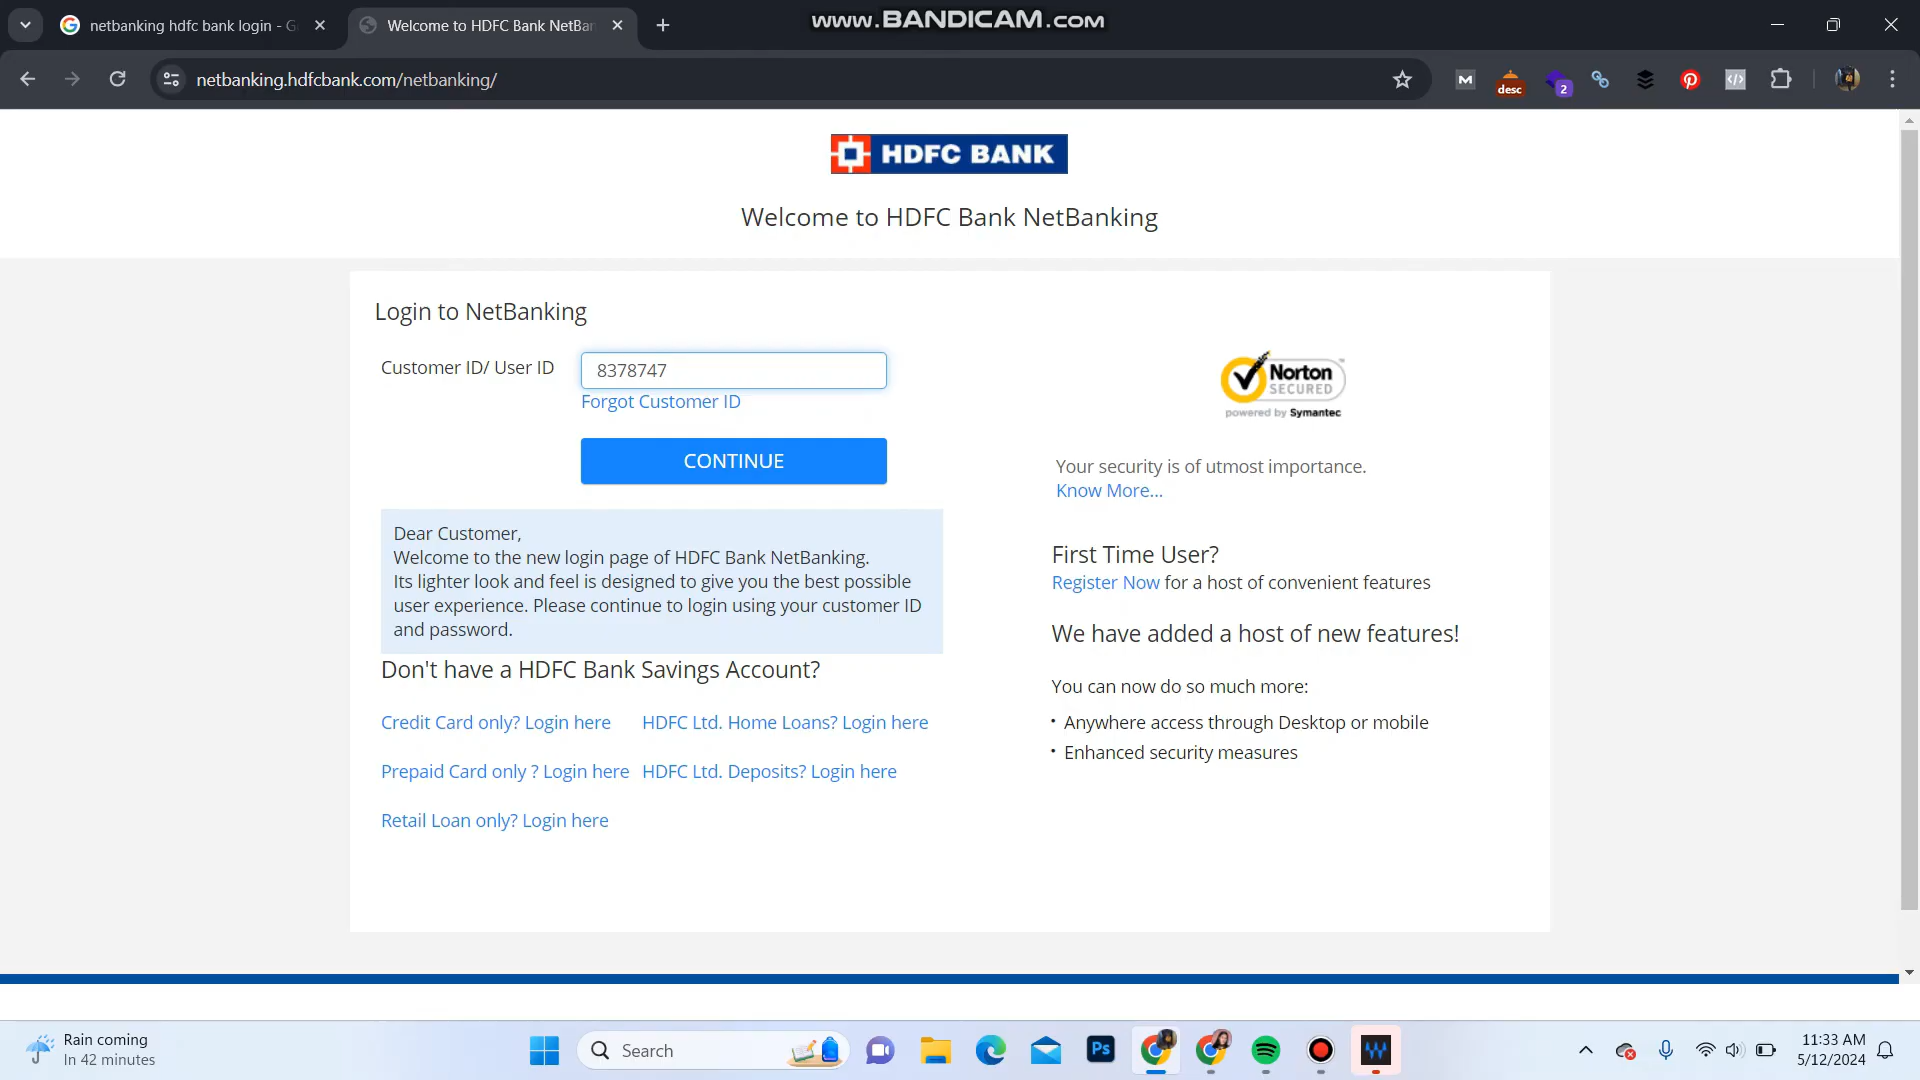 netbanking hdfc bank login - G
Welcome to HDFC Bank NetBan
www.BANDICAM.com
netbanking.hdfcbank.com/netbanking/
desc
2
HDFC BANK
Welcome to HDFC Bank NetBanking
Login to NetBanking
Customer ID/ User ID
8378747
Forgot Customer ID
CONTINUE
Dear Customer,
Welcome to the new login page of HDFC Bank NetBanking.
Its lighter look and feel is designed to give you the best possible
user experience. Please continue to login using your customer ID
and password.
Don't have a HDFC Bank Savings Account?
Credit Card only? Login here
HDFC Ltd. Home Loans? Login here
Prepaid Card only ? Login here
HDFC Ltd. Deposits? Login here
Retail Loan only? Login here
Norton
SECURED
powered by Symantec
Your security is of utmost importance.
Know More...
First Time User?
Register Now for a host of convenient features
We have added a host of new features!
You can now do so much more:
• Anywhere access through Desktop or mobile
• Enhanced security measures
Rain coming
In 42 minutes
Search
Ps
11:33 AM
5/12/2024